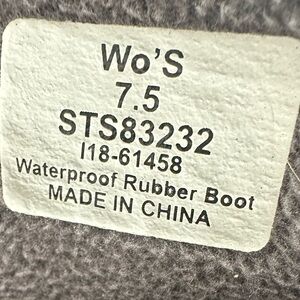 Wo'S
7.5
STS83232
I18-61458
Waterproof Rubber Boot
MADE IN CHINA